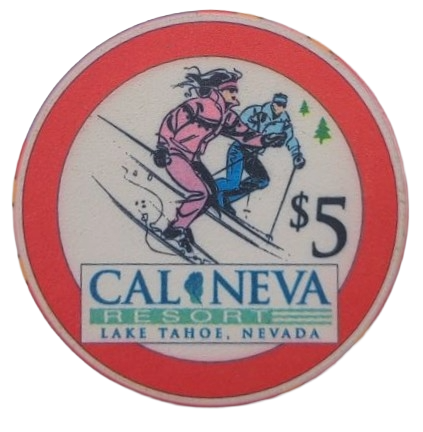 $5
CAL NEVA
RESORT
LAKE TAHOE, NEVADA